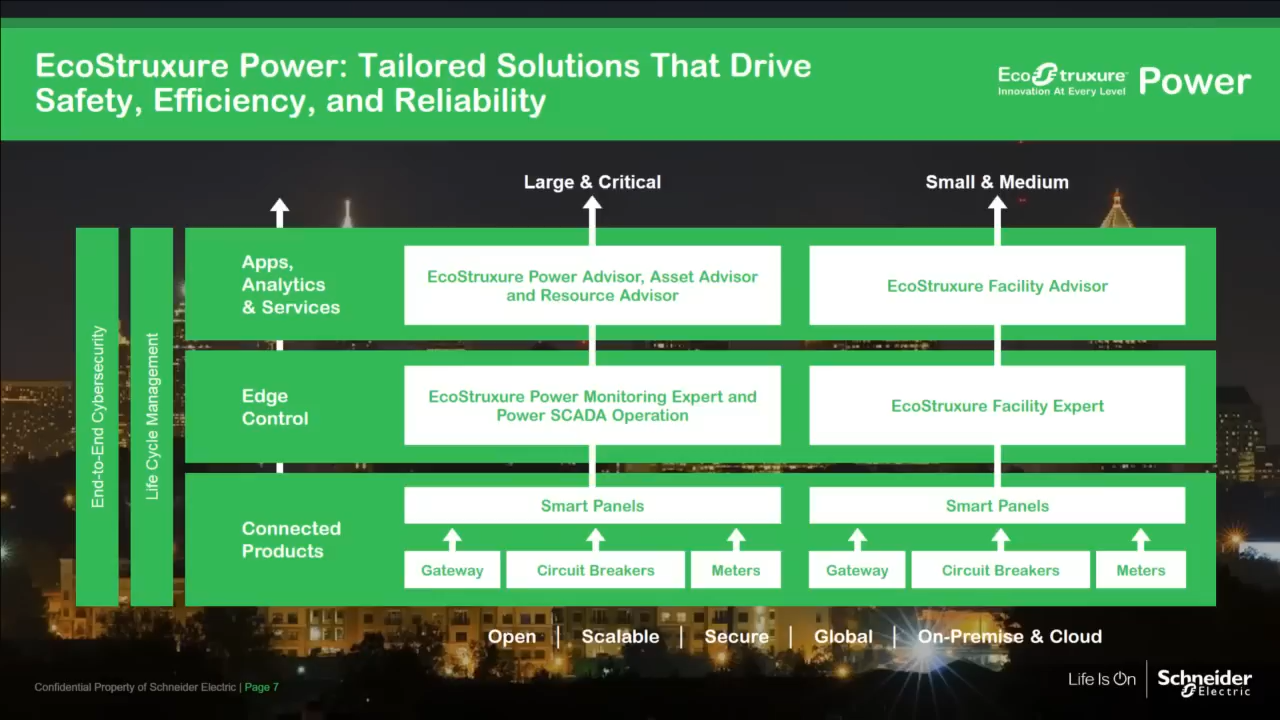 EcoStruxure Power: Tailored Solutions That Drive
Safety, Efficiency, and Reliability
EcoStruxure Power
Innovation At Every Level
Large & Critical
Small & Medium
End-to-End Cybersecurity
Life Cycle Management
Apps,
Analytics
& Services
EcoStruxure Power Advisor, Asset Advisor
and Resource Advisor
EcoStruxure Facility Advisor
Edge
Control
EcoStruxure Power Monitoring Expert and
Power SCADA Operation
EcoStruxure Facility Expert
Connected
Products
Smart Panels
Smart Panels
Gateway
Circuit Breakers
Meters
Gateway
Circuit Breakers
Meters
Open | Scalable | Secure | Global | On-Premise & Cloud
Confidential Property of Schneider Electric | Page 7
Life Is On
Schneider
Electric